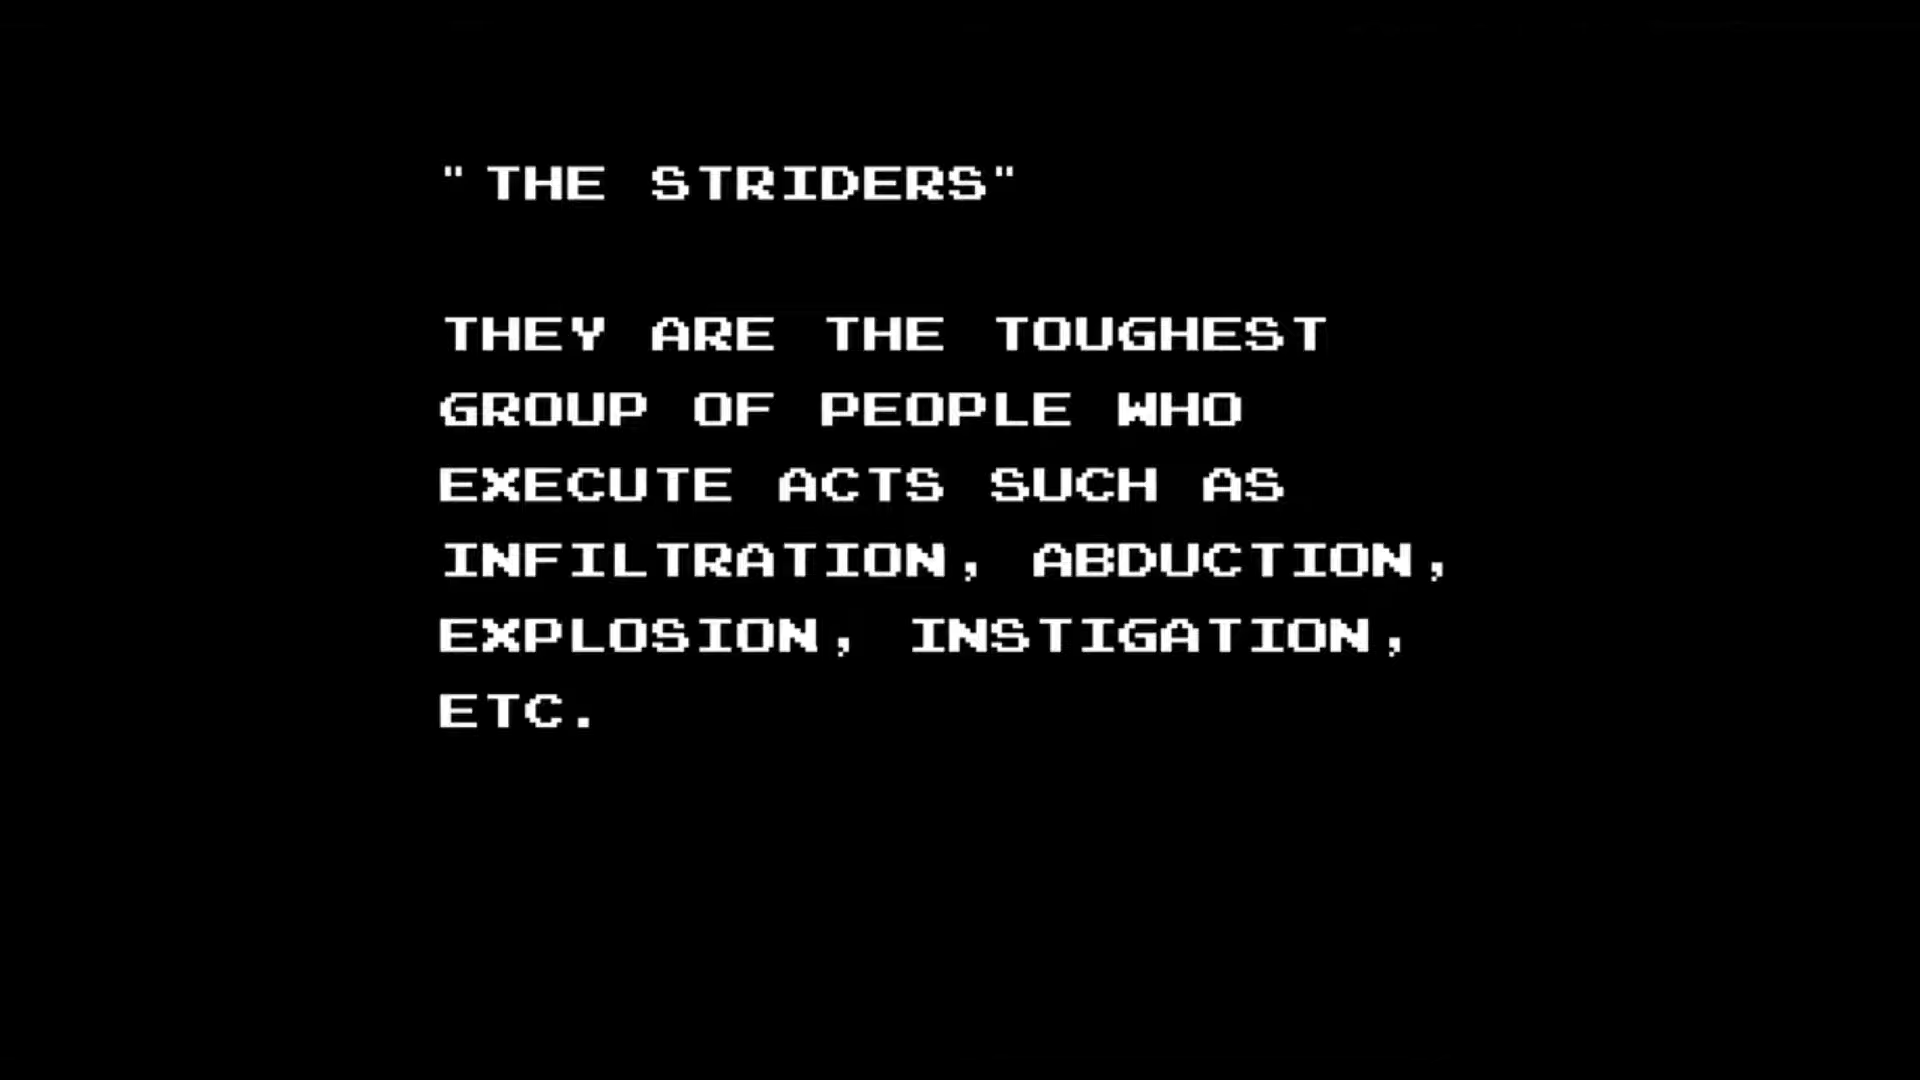 " THE STRIDERS"
THEY ARE THE TOUGHEST
GROUP OF PEOPLE WHO
EXECUTE ACTS SUCH AS
INFILTRATION, ABDUCTION,
EXPLOSION, INSTIGATION,
ETC.